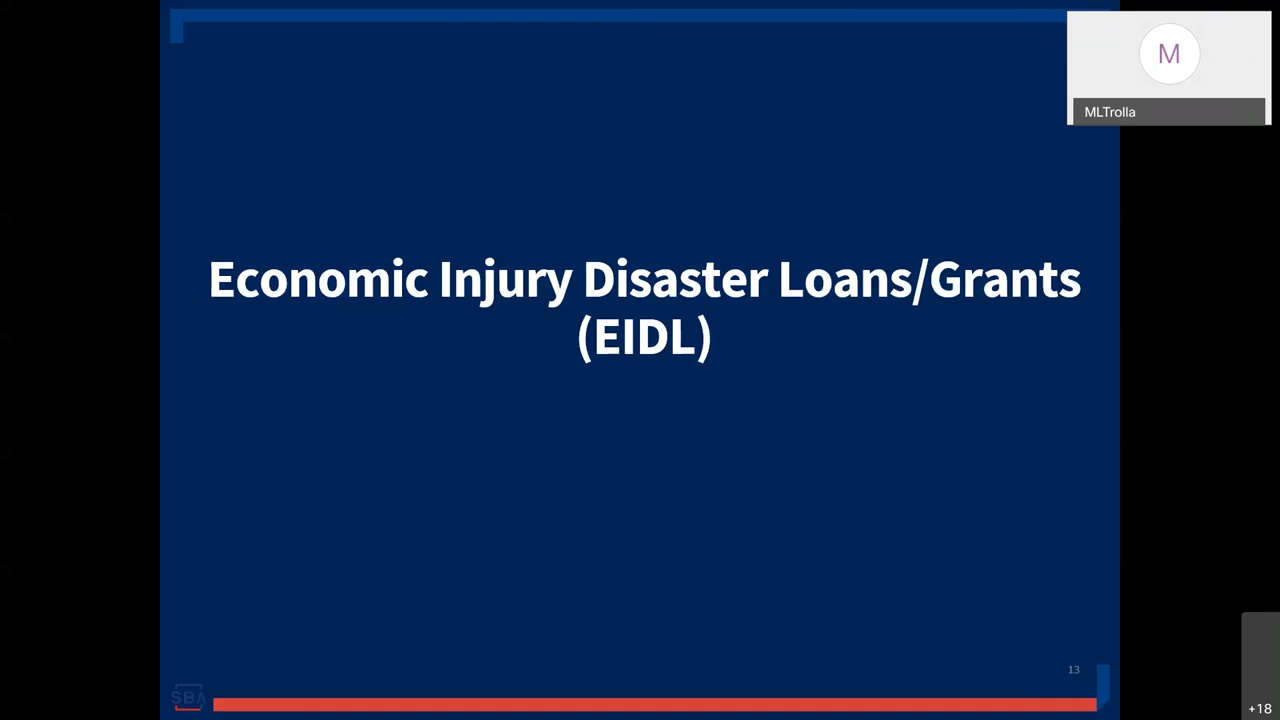 M
MLTrolla
Economic Injury Disaster Loans/Grants
(EIDL)
13
SBA
+18